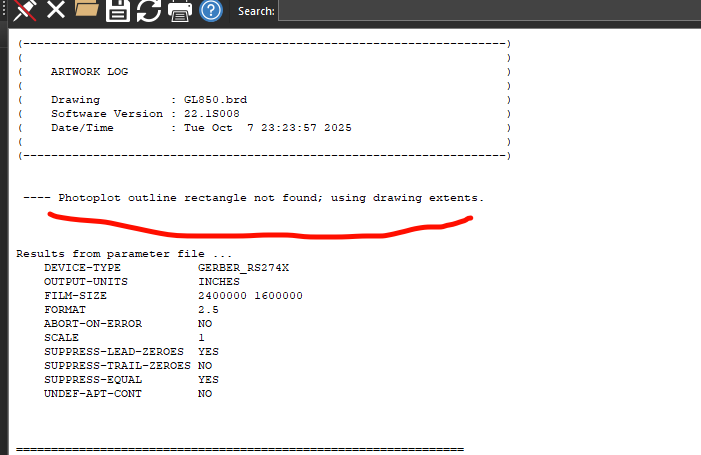 Search:
(---------------------------------------------------------------------)
( )
( ARTWORK LOG )
( )
( Drawing : GL850.brd )
( Software Version : 22.1S008 )
( Date/Time : Tue Oct 7 23:23:57 2025 )
( )
(---------------------------------------------------------------------)
---- Photoplot outline rectangle not found; using drawing extents.
Results from parameter file ...
DEVICE-TYPE GERBER_RS274X
OUTPUT-UNITS INCHES
FILM-SIZE 2400000 1600000
FORMAT 2.5
ABORT-ON-ERROR NO
SCALE 1
SUPPRESS-LEAD-ZEROES YES
SUPPRESS-TRAIL-ZEROES NO
SUPPRESS-EQUAL YES
UNDEF-APT-CONT NO
================================================================